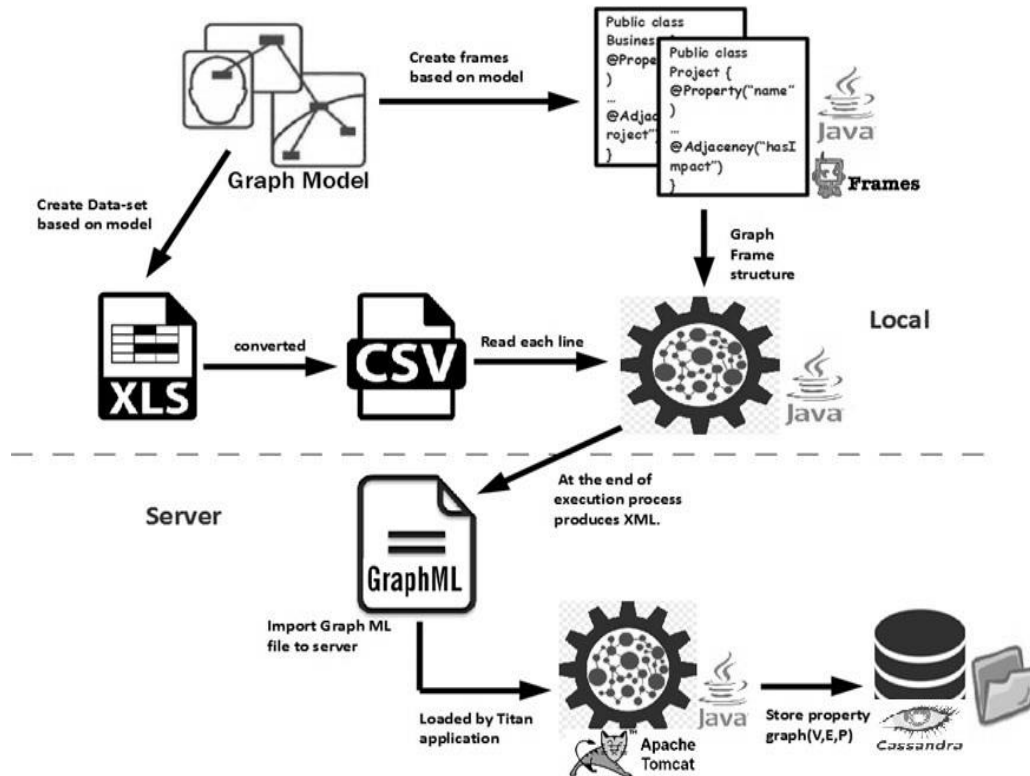 Public class
Business {
@Prope
)
...
@Adjac
roject")
}
Public class
Project {
@Property("name"
)
...
@Adjacency("hasI
mpact")
}
Create frames
based on model
Java
Frames
Graph Model
Create Data-set
based on model
Graph
Frame
structure
Local
XLS
converted
CSV
Read each line
Java
Server
At the end of
execution process
produces XML.
GraphML
Import Graph ML
file to server
Loaded by Titan
application
Java
TM
Apache
Tomcat
Store property
graph(V,E,P)
Cassandra